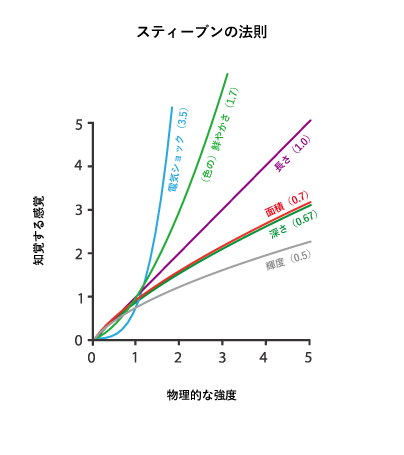 スティーブンの法則
電気ショック（3.5）
（色の）鮮やかさ（1.7）
長さ（1.0）
面積（0.7）
深さ（0.67）
輝度（0.5）
知覚する感覚
5
4
3
2
1
0
0 1 2 3 4 5
物理的な強度